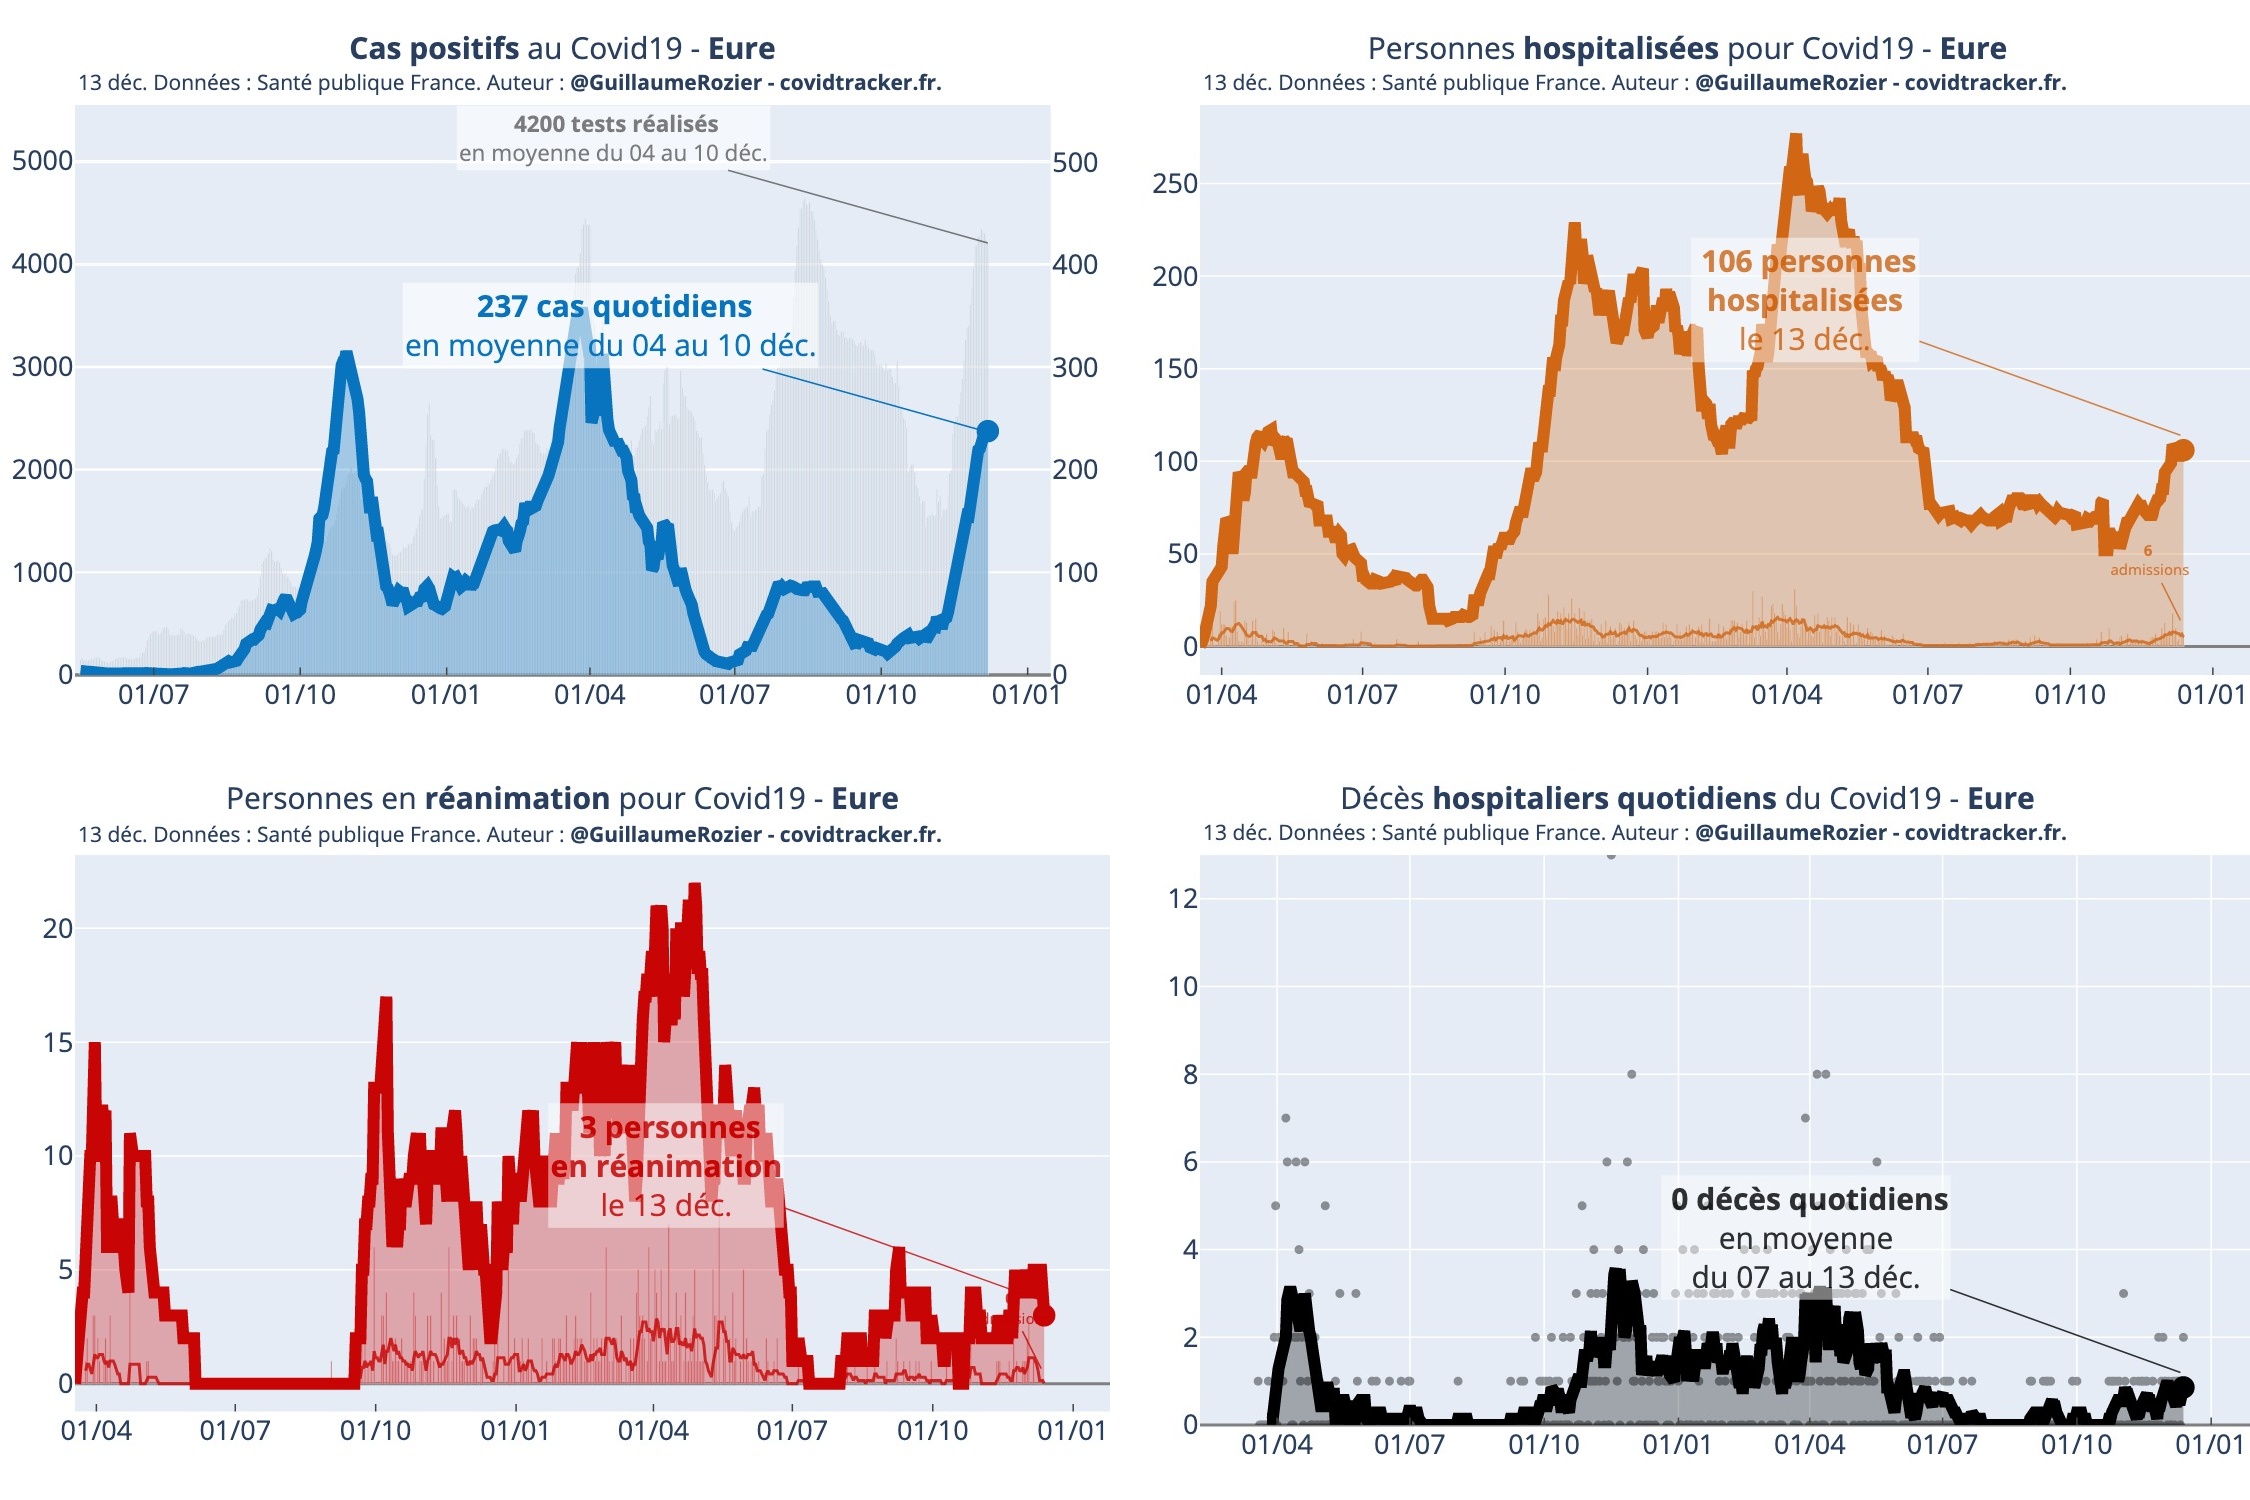 Cas positifs au Covid19 - Eure
13 déc. Données : Santé publique France. Auteur : @GuillaumeRozier - covidtracker.fr.
4200 tests réalisés
en moyenne du 04 au 10 déc.
237 cas quotidiens
en moyenne du 04 au 10 déc.
5000
4000
3000
2000
1000
0
500
400
300
200
100
0
01/07 01/10 01/01 01/04 01/07 01/10 01/01
Personnes hospitalisées pour Covid19 - Eure
13 déc. Données : Santé publique France. Auteur : @GuillaumeRozier - covidtracker.fr.
106 personnes
hospitalisées
le 13 déc.
6
admissions
250
200
150
100
50
0
01/04 01/07 01/10 01/01 01/04 01/07 01/10 01/01
Personnes en réanimation pour Covid19 - Eure
13 déc. Données : Santé publique France. Auteur : @GuillaumeRozier - covidtracker.fr.
3 personnes
en réanimation
le 13 déc.
20
15
10
5
0
01/04 01/07 01/10 01/01 01/04 01/07 01/10 01/01
Décès hospitaliers quotidiens du Covid19 - Eure
13 déc. Données : Santé publique France. Auteur : @GuillaumeRozier - covidtracker.fr.
0 décès quotidiens
en moyenne
du 07 au 13 déc.
12
10
8
6
4
2
0
01/04 01/07 01/10 01/01 01/04 01/07 01/10 01/01